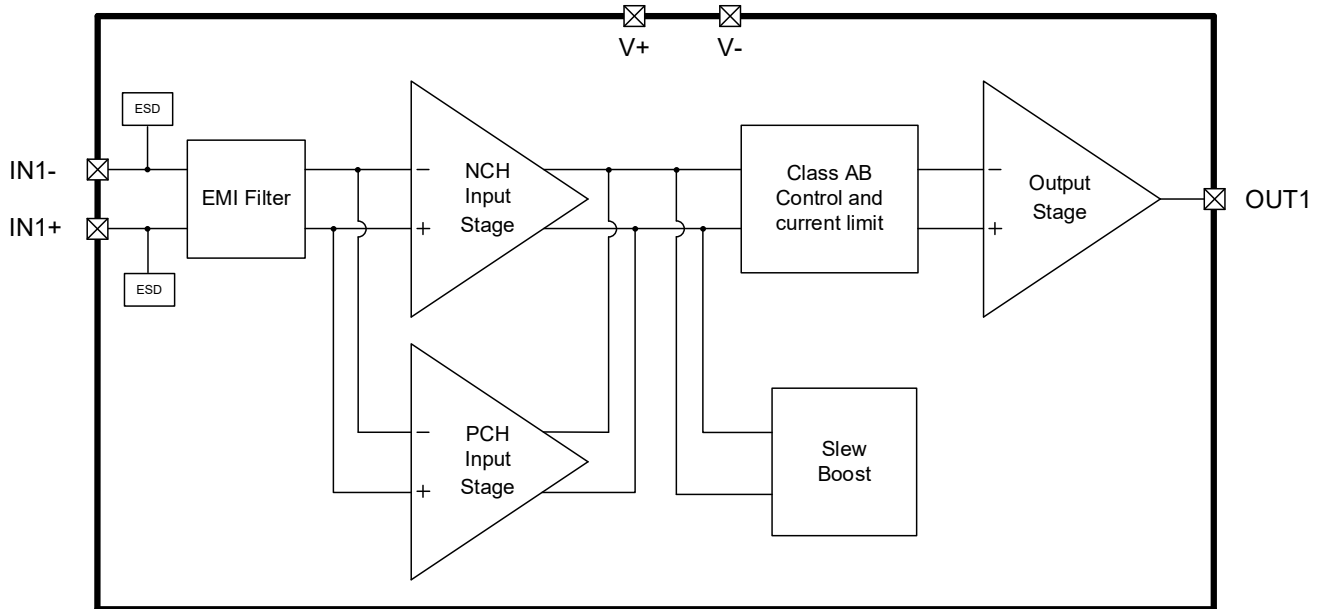 V+
V-
ESD
IN1-
IN1+
ESD
EMI Filter
−
+
NCH
Input
Stage
−
+
PCH
Input
Stage
Class AB
Control and
current limit
Slew
Boost
−
+
Output
Stage
OUT1